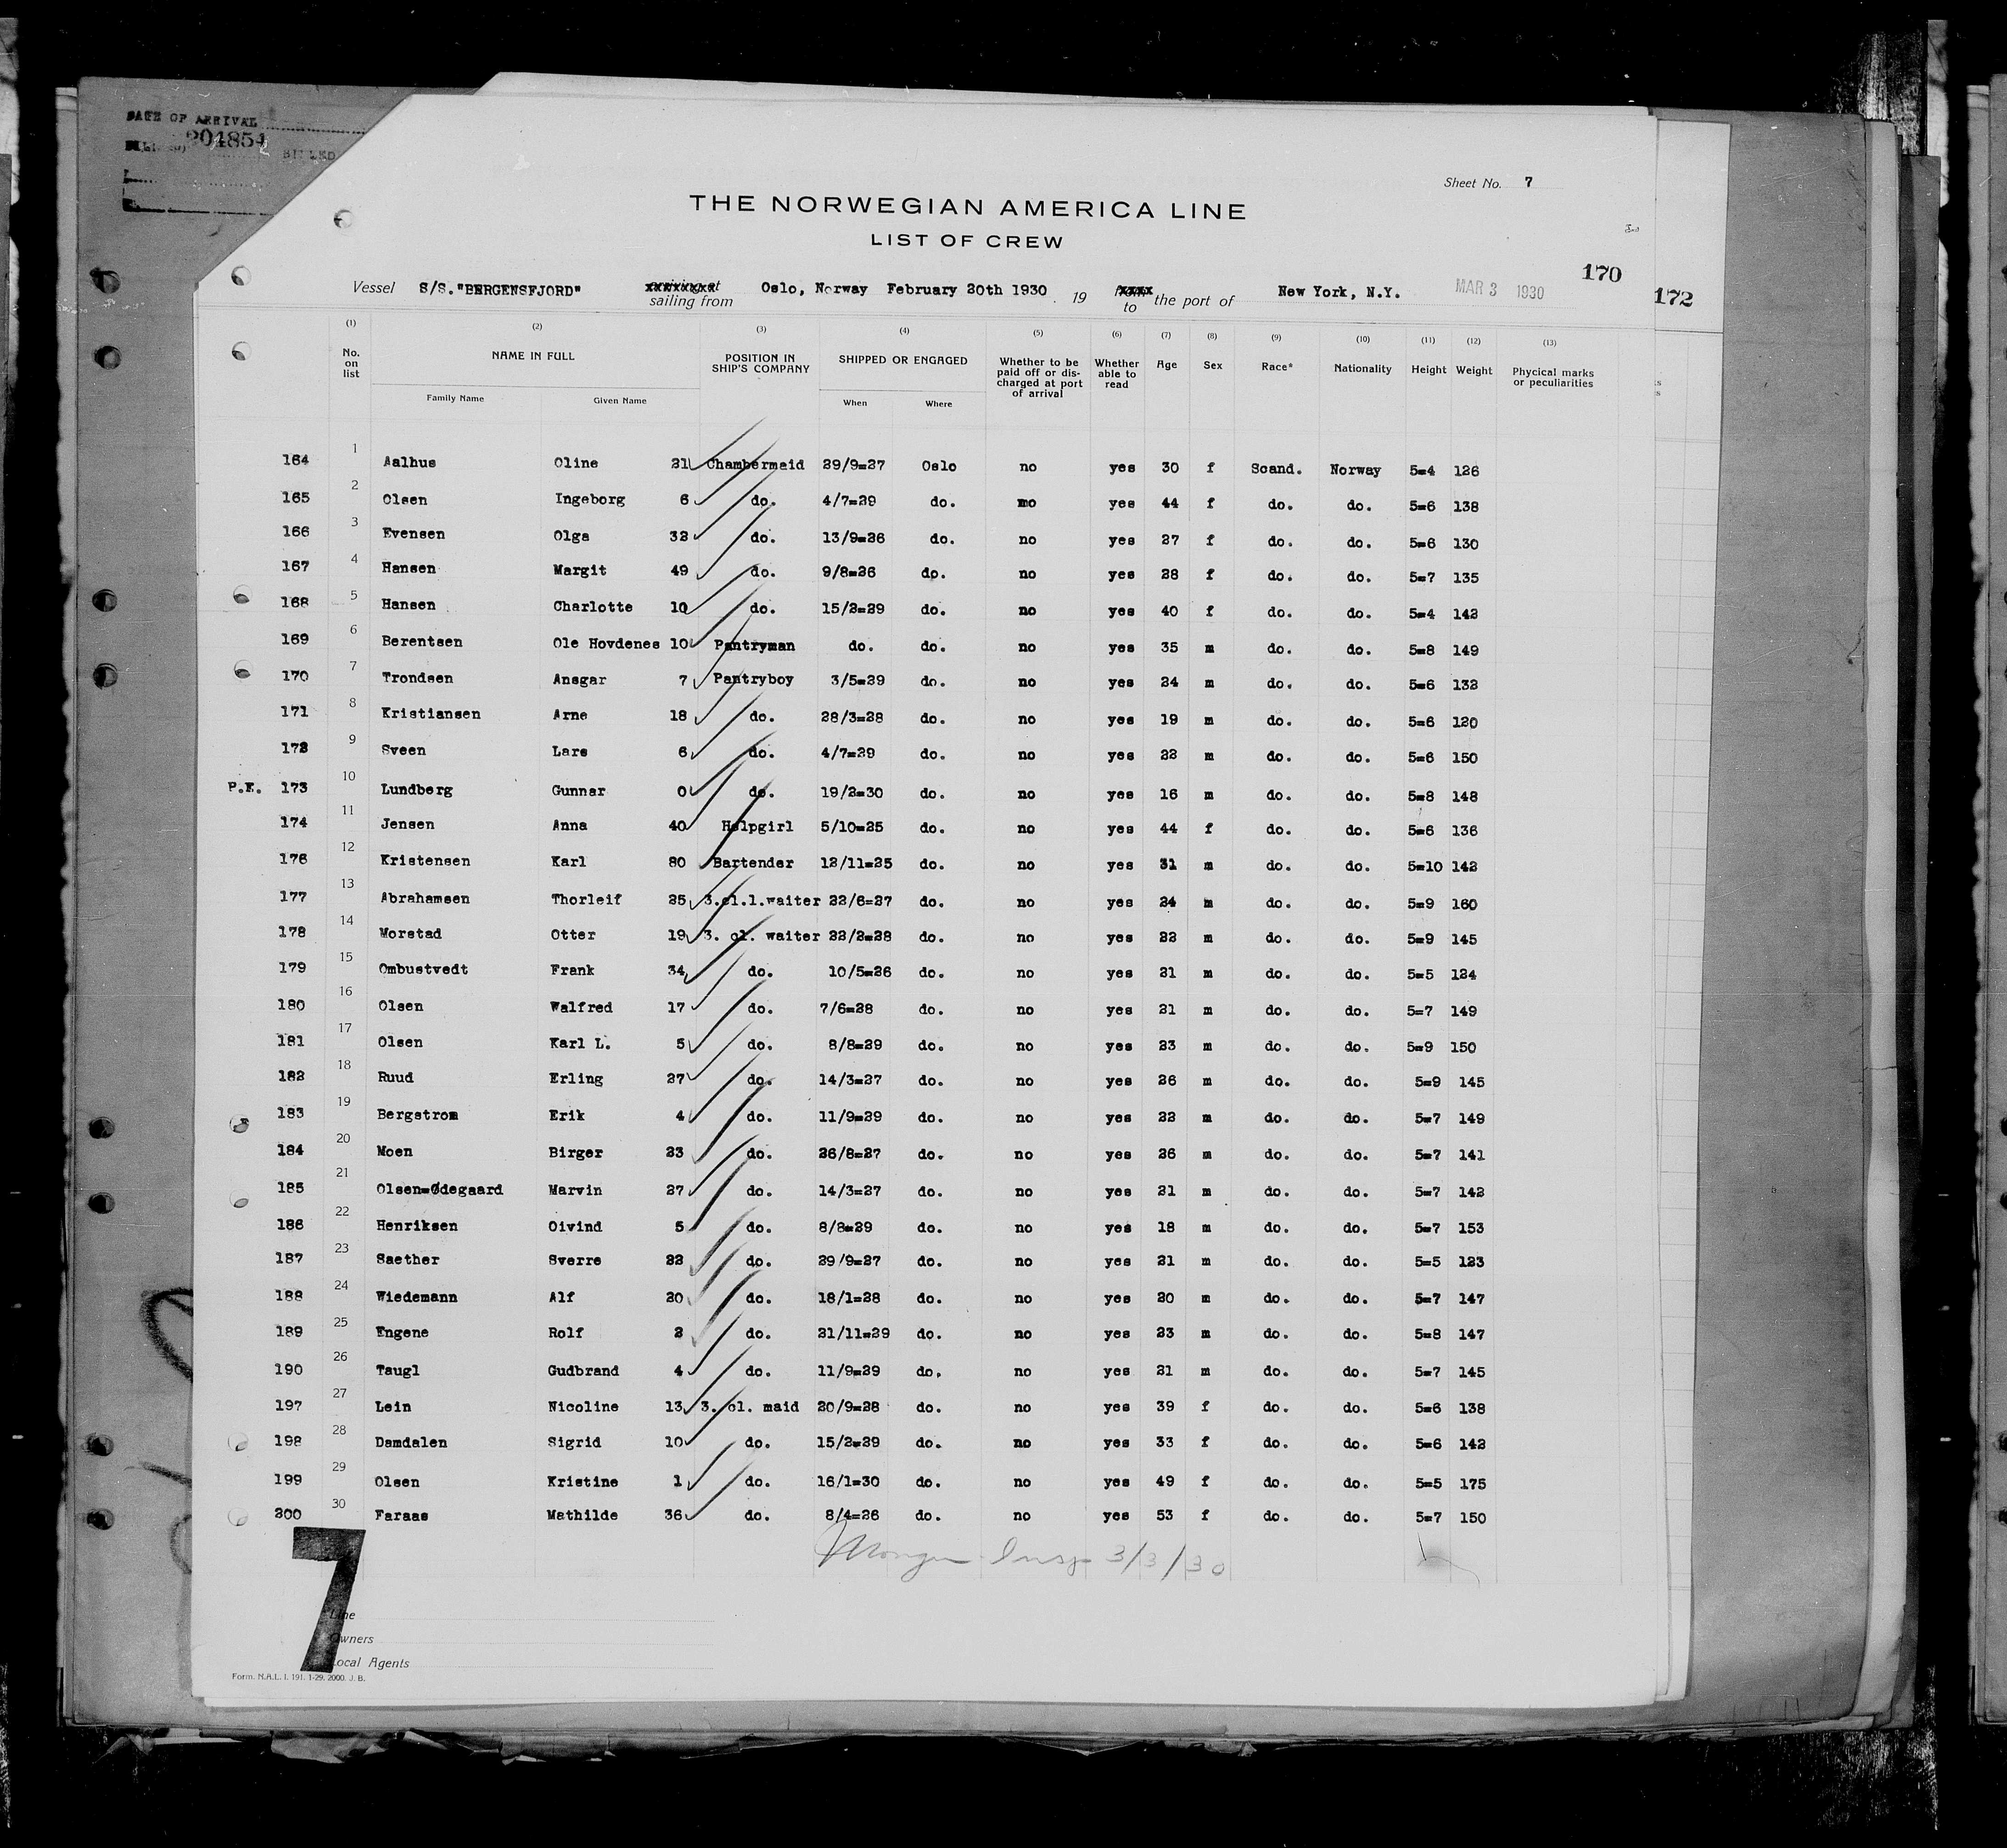 DATE OF ARRIVAL
204854
Sheet No. 7
THE NORWEGIAN AMERICA LINE
LIST OF CREW
170
172
Vessel S/S."BERGENSFJORD" arriving at sailing from Oslo, Norway February 20th 1930 . 19 from to the port of New York, N.Y. MAR 3 1930
(1) (2) (3) (4) (5) (6) (7) (8) (9) (10) (11) (12) (13)
No. on list NAME IN FULL POSITION IN SHIP'S COMPANY SHIPPED OR ENGAGED Whether to be paid off or discharged at port of arrival Whether able to read Age Sex Race* Nationality Height Weight Phycical marks or peculiarities
Family Name Given Name When Where
164 1 Aalhus Oline 21 Chambermaid 29/9=27 Oslo no yes 30 f Scand. Norway 5=4 126
165 2 Olsen Ingeborg 6 do. 4/7=29 do. no yes 44 f do. do. 5=6 138
166 3 Evensen Olga 32 do. 13/9=26 do. no yes 27 f do. do. 5=6 130
167 4 Hansen Margit 49 do. 9/8=26 do. no yes 28 f do. do. 5=7 135
168 5 Hansen Charlotte 10 do. 15/2=29 do. no yes 40 f do. do. 5=4 142
169 6 Berentsen Ole Hovdenes 10 Pantryman do. do. no yes 35 m do. do. 5=8 149
170 7 Trondsen Ansgar 7 Pantryboy 3/5=29 do. no yes 24 m do. do. 5=6 132
171 8 Kristiansen Arne 18 do. 28/3=28 do. no yes 19 m do. do. 5=6 120
172 9 Sveen Lars 6 do. 4/7=29 do. no yes 22 m do. do. 5=6 150
P.E. 173 10 Lundberg Gunnar 0 do. 19/2=30 do. no yes 16 m do. do. 5=8 148
174 11 Jensen Anna 40 Helpgirl 5/10=25 do. no yes 44 f do. do. 5=6 136
176 12 Kristensen Karl 80 Bartender 12/11=25 do. no yes 31 m do. do. 5=10 142
177 13 Abrahamsen Thorleif 25 3.cl.l.waiter 22/6=27 do. no yes 24 m do. do. 5=9 160
178 14 Morstad Otter 19 3. cl. waiter 22/2=28 do. no yes 22 m do. do. 5=9 145
179 15 Ombustvedt Frank 34 do. 10/5=26 do. no yes 21 m do. do. 5=5 124
180 16 Olsen Walfred 17 do. 7/6=28 do. no yes 21 m do. do. 5=7 149
181 17 Olsen Karl L. 5 do. 8/8=29 do. no yes 23 m do. do. 5=9 150
182 18 Ruud Erling 27 do. 14/3=27 do. no yes 26 m do. do. 5=9 145
183 19 Bergstrom Erik 4 do. 11/9=29 do. no yes 22 m do. do. 5=7 149
184 20 Moen Birger 23 do. 26/8=27 do. no yes 26 m do. do. 5=7 141
185 21 Olsen=Ødegaard Marvin 27 do. 14/3=27 do. no yes 21 m do. do. 5=7 142
186 22 Henriksen Oivind 5 do. 8/8=29 do. no yes 18 m do. do. 5=7 153
187 23 Saether Sverre 22 do. 29/9=27 do. no yes 21 m do. do. 5=5 123
188 24 Wiedemann Alf 20 do. 18/1=28 do. no yes 20 m do. do. 5=7 147
189 25 Engene Rolf 2 do. 21/11=29 do. no yes 23 m do. do. 5=8 147
190 26 Taugl Gudbrand 4 do. 11/9=29 do. no yes 21 m do. do. 5=7 145
197 27 Lein Nicoline 13 3. cl. maid 20/9=28 do. no yes 39 f do. do. 5=6 138
198 28 Damdalen Sigrid 10 do. 15/2=29 do. no yes 33 f do. do. 5=6 142
199 29 Olsen Kristine 1 do. 16/1=30 do. no yes 49 f do. do. 5=5 175
200 30 Faraas Mathilde 36 do. 8/4=26 do. no yes 53 f do. do. 5=7 150
Insp 3/3/30
7
Line
Owners
Local Agents
Form. N.A.L. I. 191. 1-29. 2000. J. B.